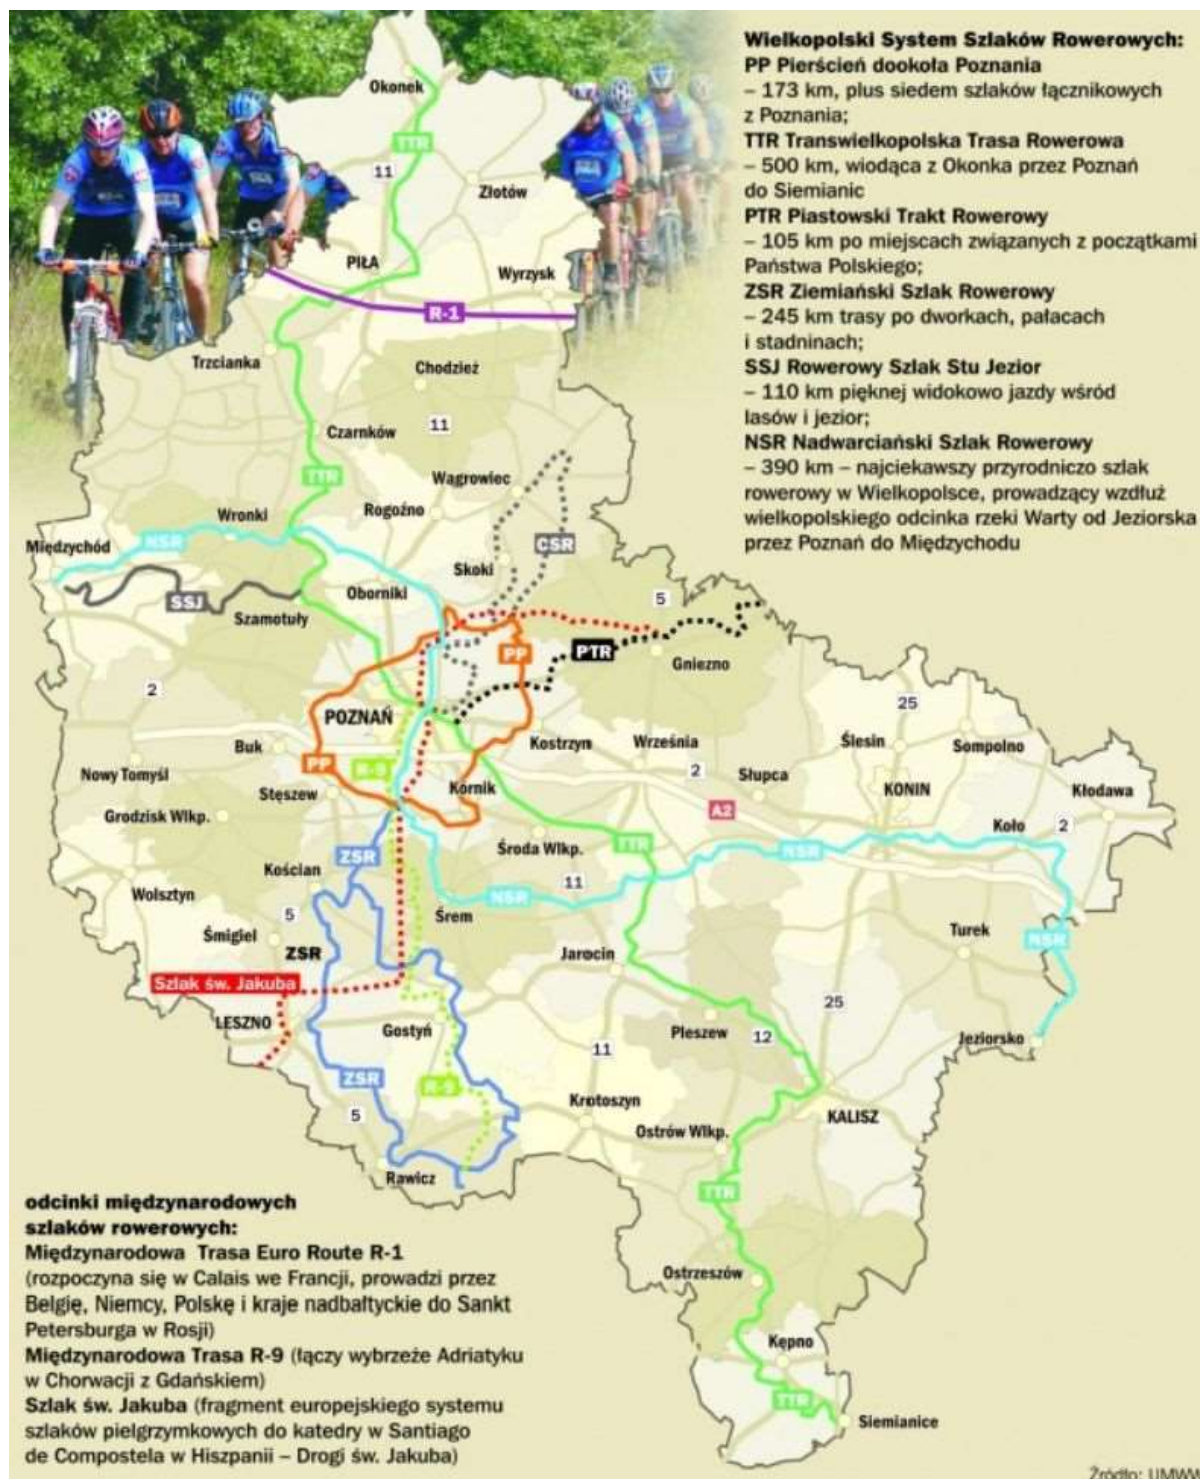 Wielkopolski System Szlaków Rowerowych:
PP Pierścień dookoła Poznania
– 173 km, plus siedem szlaków łącznikowych
z Poznania;
TTR Transwielkopolska Trasa Rowerowa
– 500 km, wiodąca z Okonka przez Poznań
do Siemianic
PTR Piastowski Trakt Rowerowy
– 105 km po miejscach związanych z początkami
Państwa Polskiego;
ZSR Ziemiański Szlak Rowerowy
– 245 km trasy po dworkach, pałacach
i stadninach;
SSJ Rowerowy Szlak Stu Jezior
– 110 km pięknej widokowo jazdy wśród
lasów i jezior;
NSR Nadwarciański Szlak Rowerowy
– 390 km – najciekawszy przyrodniczo szlak
rowerowy w Wielkopolsce, prowadzący wzdłuż
wielkopolskiego odcinka rzeki Warty od Jeziorska
przez Poznań do Międzychodu
Okonek
TTR
11
Złotów
PIŁA
Wyrzysk
R-1
Trzcianka
Chodzież
11
Czarnków
TTR
Wągrowiec
Rogoźno
Wronki
NSR
Międzychód
CSR
Skoki
Oborniki
SSJ
Szamotuły
5
PP
PTR
Gniezno
2
POZNAŃ
25
Buk
Kostrzyn
Września
Ślesin
Sompolno
PP
R-9
Nowy Tomyśl
Stęszew
Kórnik
2
Słupca
KONIN
Kłodawa
Grodzisk Wlkp.
A2
Koło
2
ZSR
Środa Wlkp.
TTR
NSR
Kościan
11
Wolsztyn
NSR
5
Śrem
Śmigiel
Turek
NSR
ZSR
Jarocin
Szlak św. Jakuba
25
LESZNO
Gostyń
Pleszew
12
Jeziorsko
11
ZSR
R-9
5
Krotoszyn
KALISZ
Ostrów Wlkp.
Rawicz
TTR
Ostrzeszów
Kępno
TTR
Siemianice
odcinki międzynarodowych
szlaków rowerowych:
Międzynarodowa Trasa Euro Route R-1
(rozpoczyna się w Calais we Francji, prowadzi przez
Belgię, Niemcy, Polskę i kraje nadbałtyckie do Sankt
Petersburga w Rosji)
Międzynarodowa Trasa R-9 (łączy wybrzeże Adriatyku
w Chorwacji z Gdańskiem)
Szlak św. Jakuba (fragment europejskiego systemu
szlaków pielgrzymkowych do katedry w Santiago
de Compostela w Hiszpanii – Drogi św. Jakuba)
Źródło: UMWW